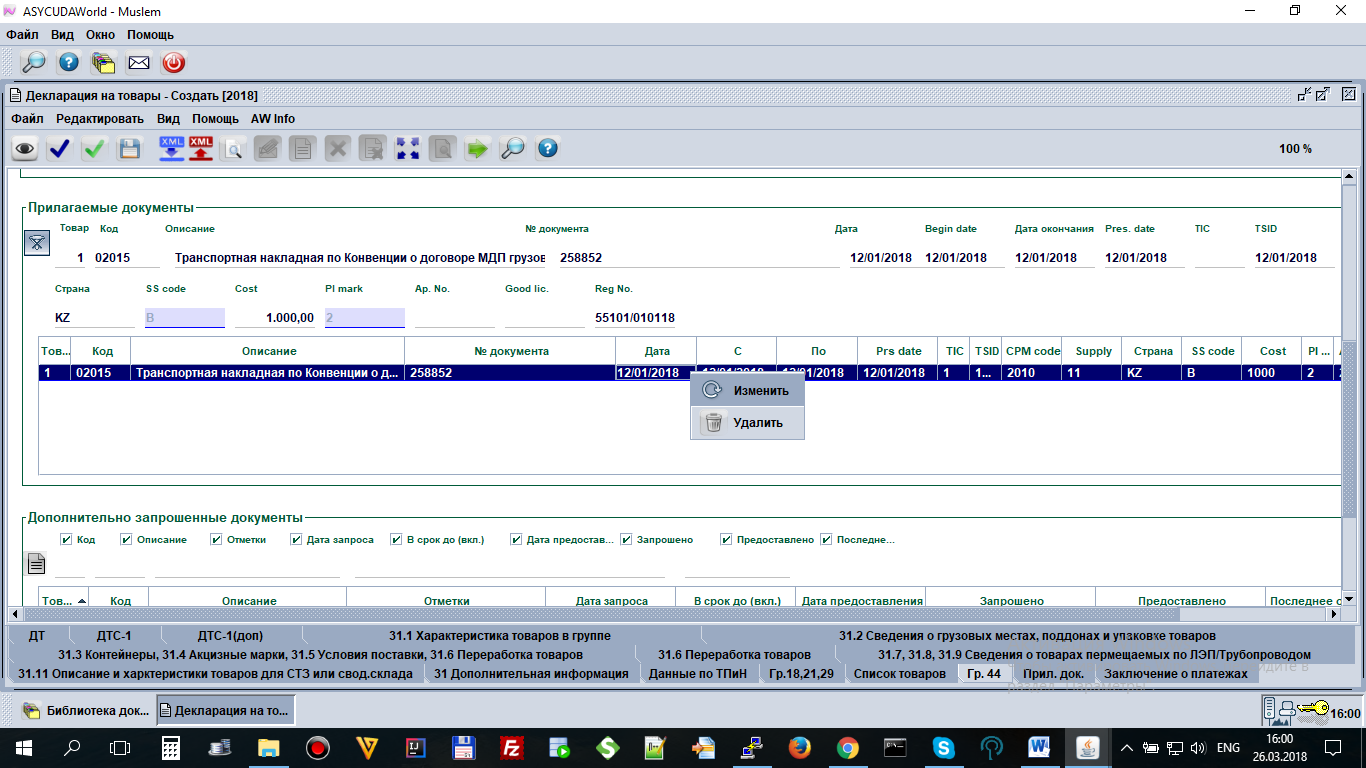 ASYCUDAWorld - Muslem
Файл Вид Окно Помощь
Декларация на товары - Создать [2018]
Файл Редактировать Вид Помощь AW Info
XML XML
100 %
Прилагаемые документы
Товар Код Описание № документа Дата Begin date Дата окончания Pres. date TIC TSID
1 02015 Транспортная накладная по Конвенции о договоре МДП грузов 258852 12/01/2018 12/01/2018 12/01/2018 12/01/2018 12/01/2018
Страна SS code Cost Pl mark Ap. No. Good lic. Reg No.
KZ B 1.000,00 2 55101/010118
Тов... Код Описание № документа Дата С По Prs date TIC TSID CPM code Supply Страна SS code Cost Pl ...
1 02015 Транспортная накладная по Конвенции о д... 258852 12/01/2018 12/01/2018 12/01/2018 12/01/2018 1 1... 2010 11 KZ B 1000 2
Изменить
Удалить
Дополнительно запрошенные документы
Код Описание Отметки Дата запроса В срок до (вкл.) Дата предостав... Запрошено Предоставлено Последне...
Тов... Код Описание Отметки Дата запроса В срок до (вкл.) Дата предоставления Запрошено Предоставлено Последнее о
ДТ ДТС-1 ДТС-1(доп) 31.1 Характеристика товаров в группе 31.2 Сведения о грузовых местах, поддонах и упаковке товаров
31.3 Контейнеры, 31.4 Акцизные марки, 31.5 Условия поставки, 31.6 Переработка товаров 31.6 Переработка товаров 31.7, 31.8, 31.9 Сведения о товарах пермещаемых по ЛЭП/Трубопроводом
31.11 Описание и харктеристики товаров для СТЗ или свод.склада 31 Дополнительная информация Данные по ТПиН Гр.18,21,29 Список товаров Гр. 44 Прил. док. Заключение о платежах
Библиотека док... Декларация на то... 16:00
ENG 16:00
26.03.2018